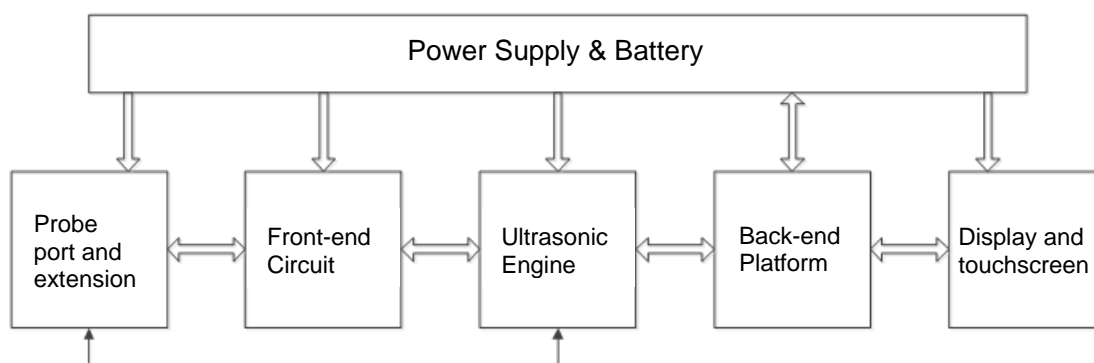 Power Supply & Battery
Probe
port and
extension
Front-end
Circuit
Ultrasonic
Engine
Back-end
Platform
Display and
touchscreen